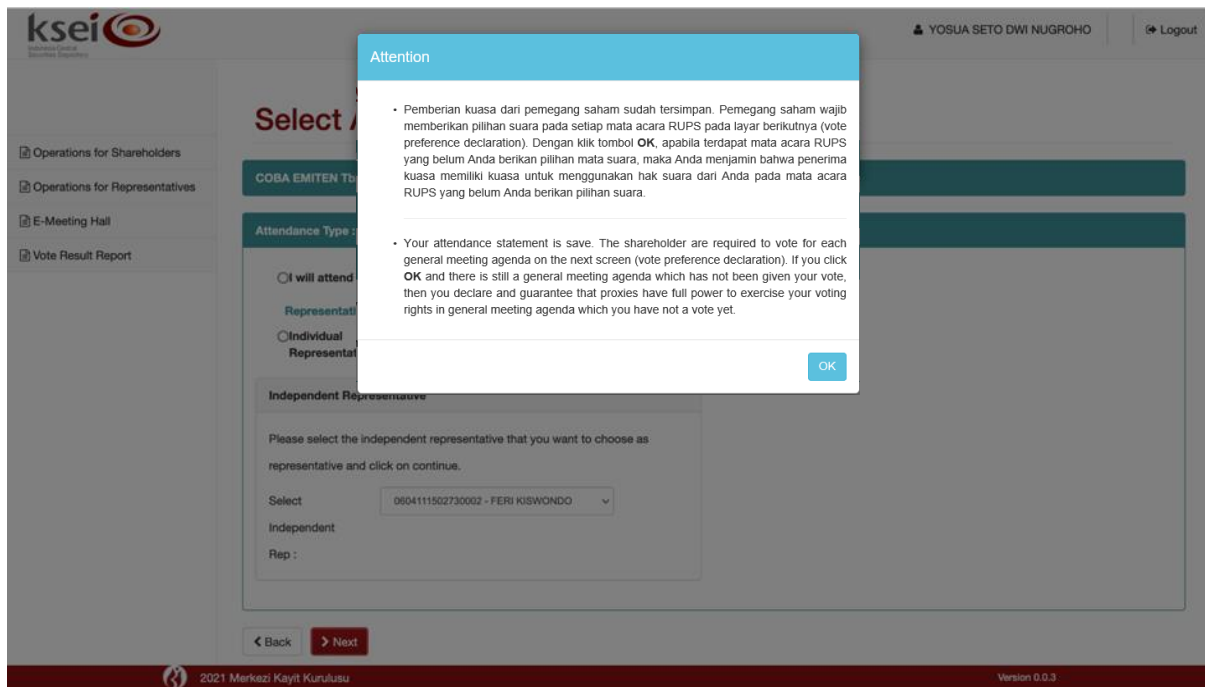 ksei
Indonesia Central
Securities Depository
YOSUA SETO DWI NUGROHO
Logout
Attention
• Pemberian kuasa dari pemegang saham sudah tersimpan. Pemegang saham wajib
memberikan pilihan suara pada setiap mata acara RUPS pada layar berikutnya (vote
preference declaration). Dengan klik tombol OK, apabila terdapat mata acara RUPS
yang belum Anda berikan pilihan mata suara, maka Anda menjamin bahwa penerima
kuasa memiliki kuasa untuk menggunakan hak suara dari Anda pada mata acara
RUPS yang belum Anda berikan pilihan suara.
• Your attendance statement is save. The shareholder are required to vote for each
general meeting agenda on the next screen (vote preference declaration). If you click
OK and there is still a general meeting agenda which has not been given your vote,
then you declare and guarantee that proxies have full power to exercise your voting
rights in general meeting agenda which you have not a vote yet.
OK
Operations for Shareholders
Operations for Representatives
E-Meeting Hall
Vote Result Report
Select
COBA EMITEN
Attendance Type :
I will attend
Individual
Independent Representative
Please select the independent representative that you want to choose as
representative and click on continue.
Select
Independent
Rep :
0604111502730002 - FERI KISWONDO
Back
Next
2021 Merkezi Kayit Kurulusu
Version 0.0.3